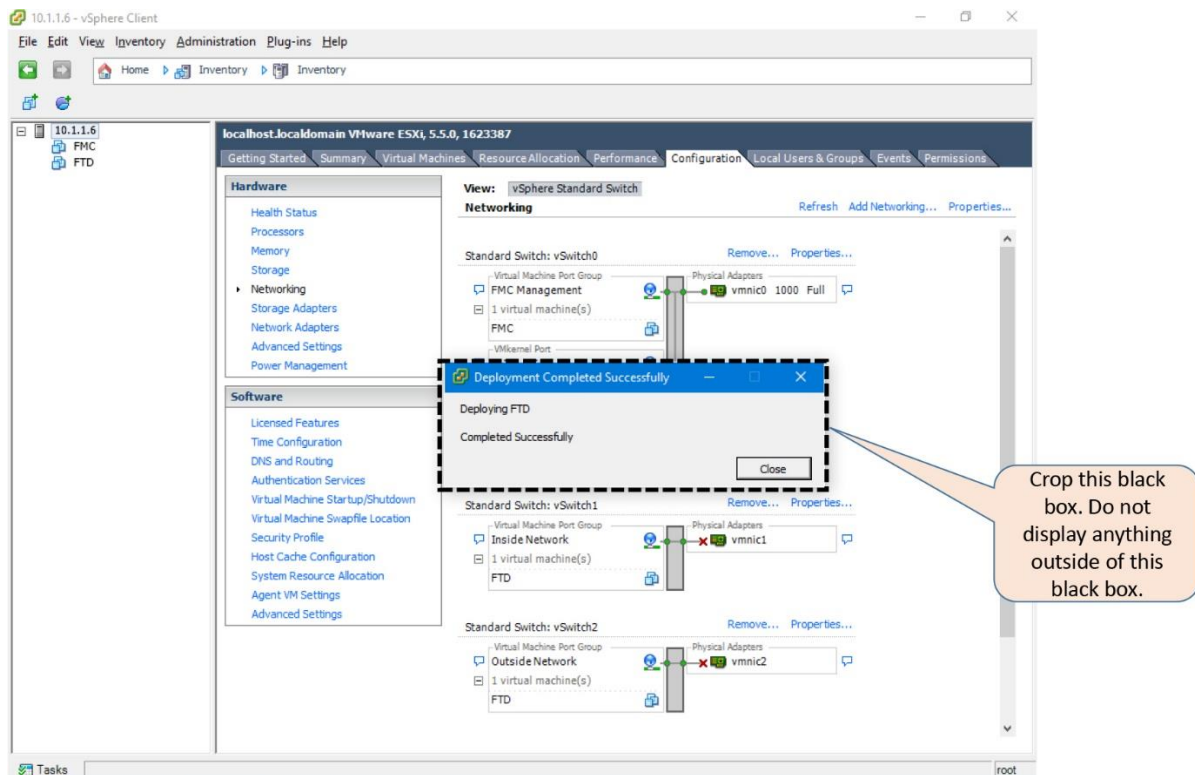 10.1.1.6 - vSphere Client
File Edit View Inventory Administration Plug-ins Help
Home Inventory Inventory
10.1.1.6
FMC
FTD
localhost.localdomain VMware ESXi, 5.5.0, 1623387
Getting Started Summary Virtual Machines Resource Allocation Performance Configuration Local Users & Groups Events Permissions
Hardware
Health Status
Processors
Memory
Storage
Networking
Storage Adapters
Network Adapters
Advanced Settings
Power Management
Software
Licensed Features
Time Configuration
DNS and Routing
Authentication Services
Virtual Machine Startup/Shutdown
Virtual Machine Swapfile Location
Security Profile
Host Cache Configuration
System Resource Allocation
Agent VM Settings
Advanced Settings
View: vSphere Standard Switch
Networking Refresh Add Networking... Properties...
Standard Switch: vSwitch0 Remove... Properties...
Virtual Machine Port Group Physical Adapters
FMC Management vmnic0 1000 Full
1 virtual machine(s)
FMC
VMkernel Port
Deployment Completed Successfully
Deploying FTD
Completed Successfully
Close
Standard Switch: vSwitch1 Remove... Properties...
Virtual Machine Port Group Physical Adapters
Inside Network vmnic1
1 virtual machine(s)
FTD
Standard Switch: vSwitch2 Remove... Properties...
Virtual Machine Port Group Physical Adapters
Outside Network vmnic2
1 virtual machine(s)
FTD
Crop this black
box. Do not
display anything
outside of this
black box.
Tasks root